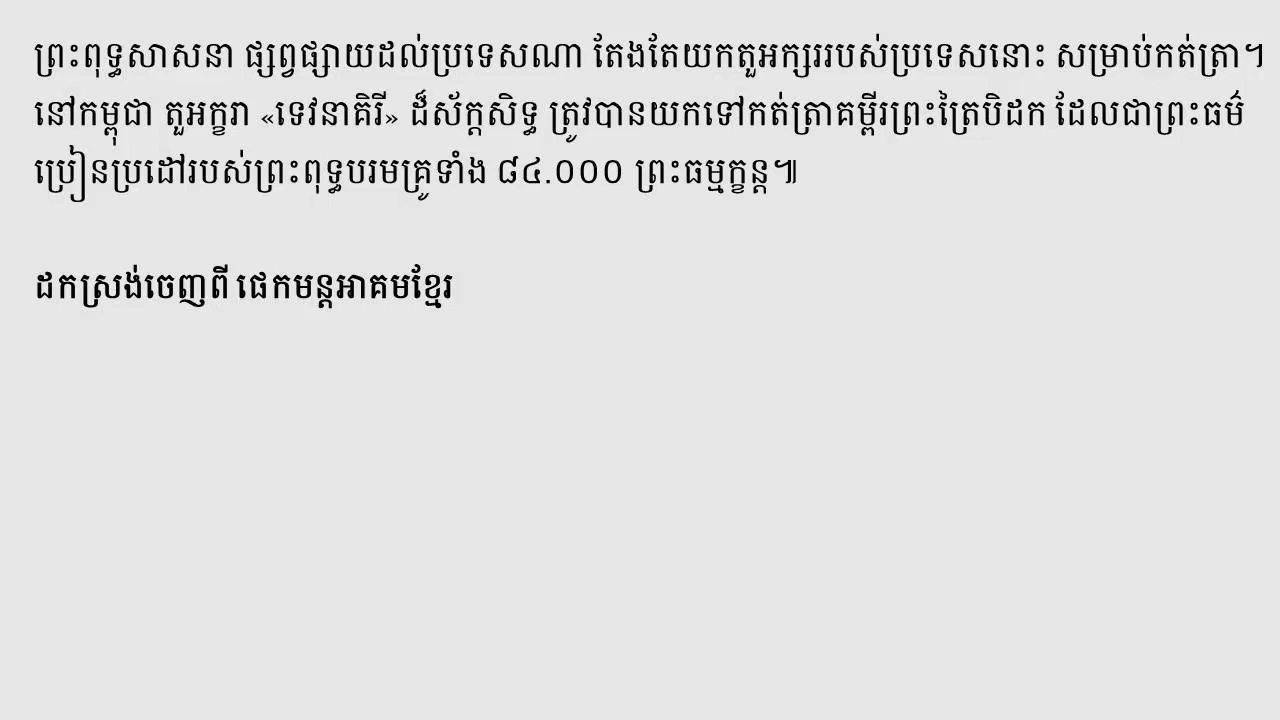 ព្រះពុទ្ធសាសនា ផ្សព្វផ្សាយដល់ប្រទេសណា តែងតែយកតួអក្សររបស់ប្រទេសនោះ សម្រាប់កត់ត្រា។
នៅកម្ពុជា តួអក្ខរា «ទេវនាគិរី» ដ៏ស័ក្តសិទ្ធ ត្រូវបានយកទៅកត់ត្រាគម្ពីរព្រះត្រៃបិដក ដែលជាព្រះធម៌
ប្រៀនប្រដៅរបស់ព្រះពុទ្ធបរមគ្រូទាំង ៨៤.០០០ ព្រះធម្មក្ខន្ត៕
ដកស្រង់ចេញពី ផេកមន្តអាគមខ្មែរ